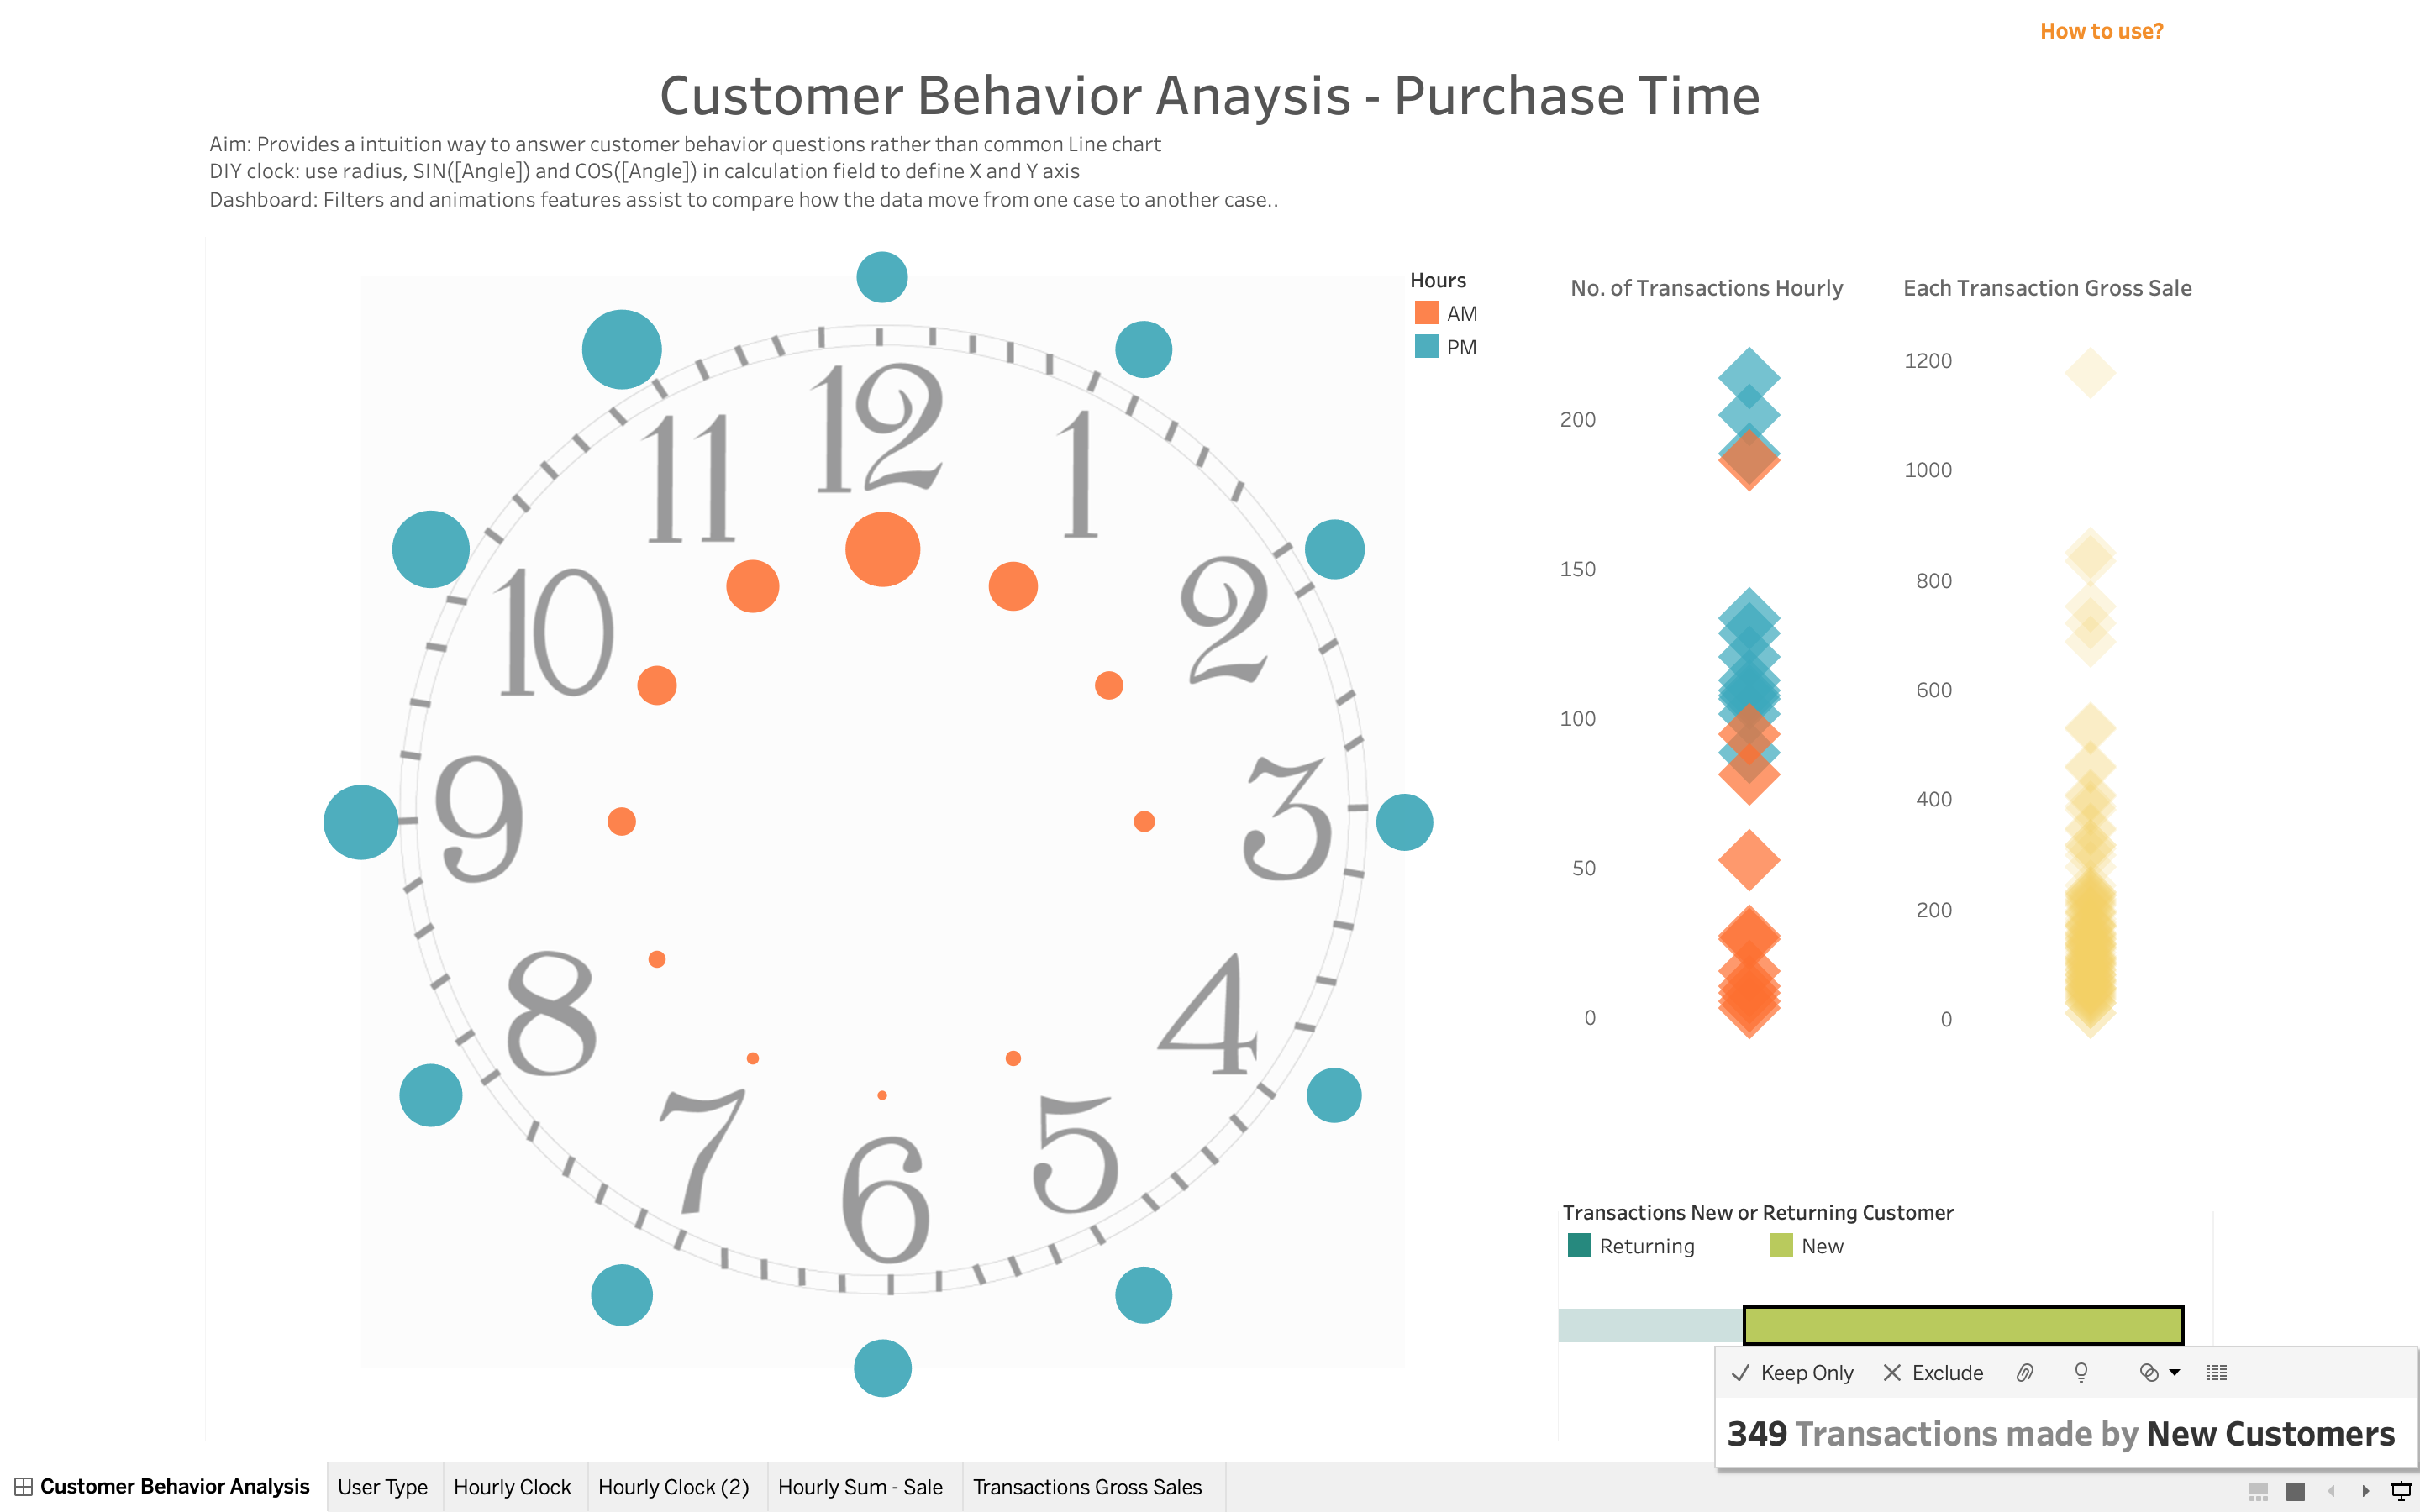 How to use?
Customer Behavior Anaysis - Purchase Time
Aim: Provides a intuition way to answer customer behavior questions rather than common Line chart
DIY clock: use radius, SIN([Angle]) and COS([Angle]) in calculation field to define X and Y axis
Dashboard: Filters and animations features assist to compare how the data move from one case to another case..
12
1
2
3
4
5
6
7
8
9
10
11
Hours
AM
PM
No. of Transactions Hourly
200
150
100
50
0
Each Transaction Gross Sale
1200
1000
800
600
400
200
0
Transactions New or Returning Customer
Returning New
Keep Only Exclude
349 Transactions made by New Customers
Customer Behavior Analysis User Type Hourly Clock Hourly Clock (2) Hourly Sum - Sale Transactions Gross Sales